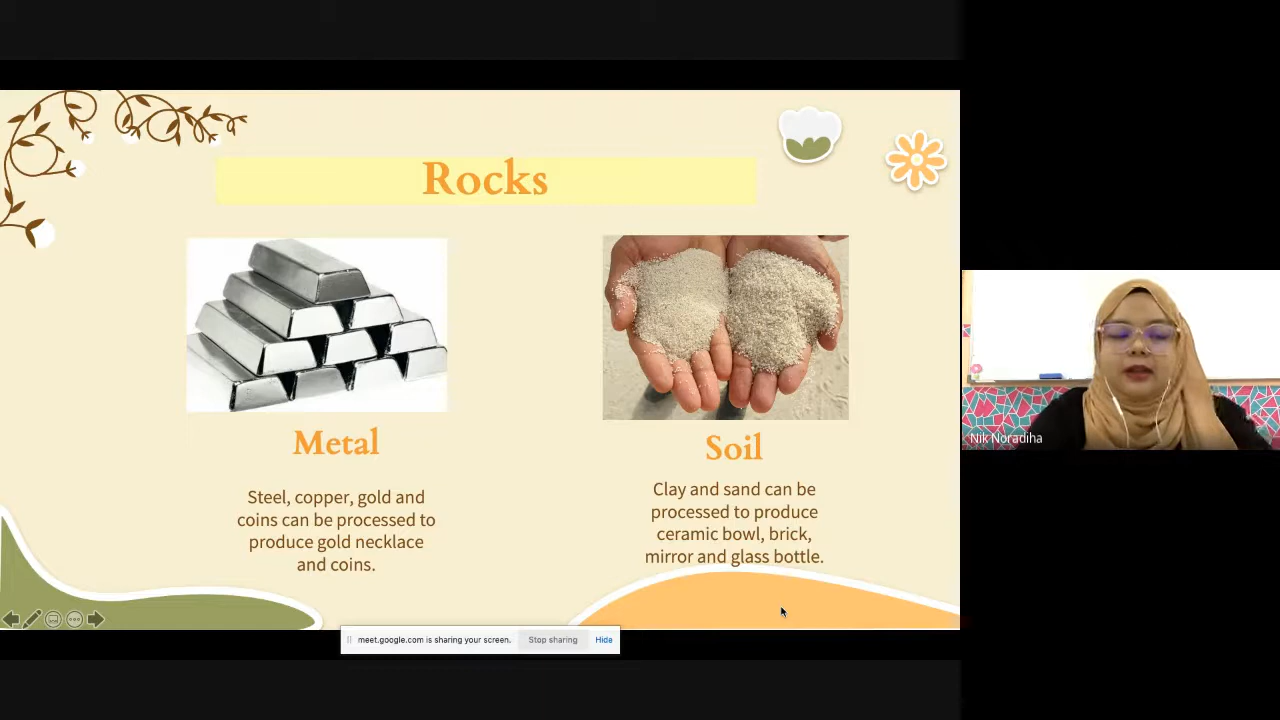 Rocks
Metal
Steel, copper, gold and
coins can be processed to
produce gold necklace
and coins.
Soil
Clay and sand can be
processed to produce
ceramic bowl, brick,
mirror and glass bottle.
Nik Noradiha
meet.google.com is sharing your screen.
Stop sharing
Hide